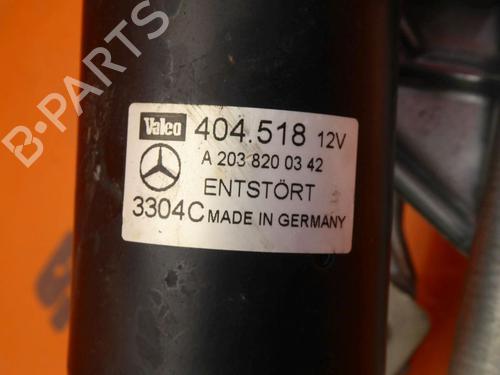 B-PARTS
Valeo 404.518 12V
A 203 820 03 42
ENTSTÖRT
3304C MADE IN GERMANY